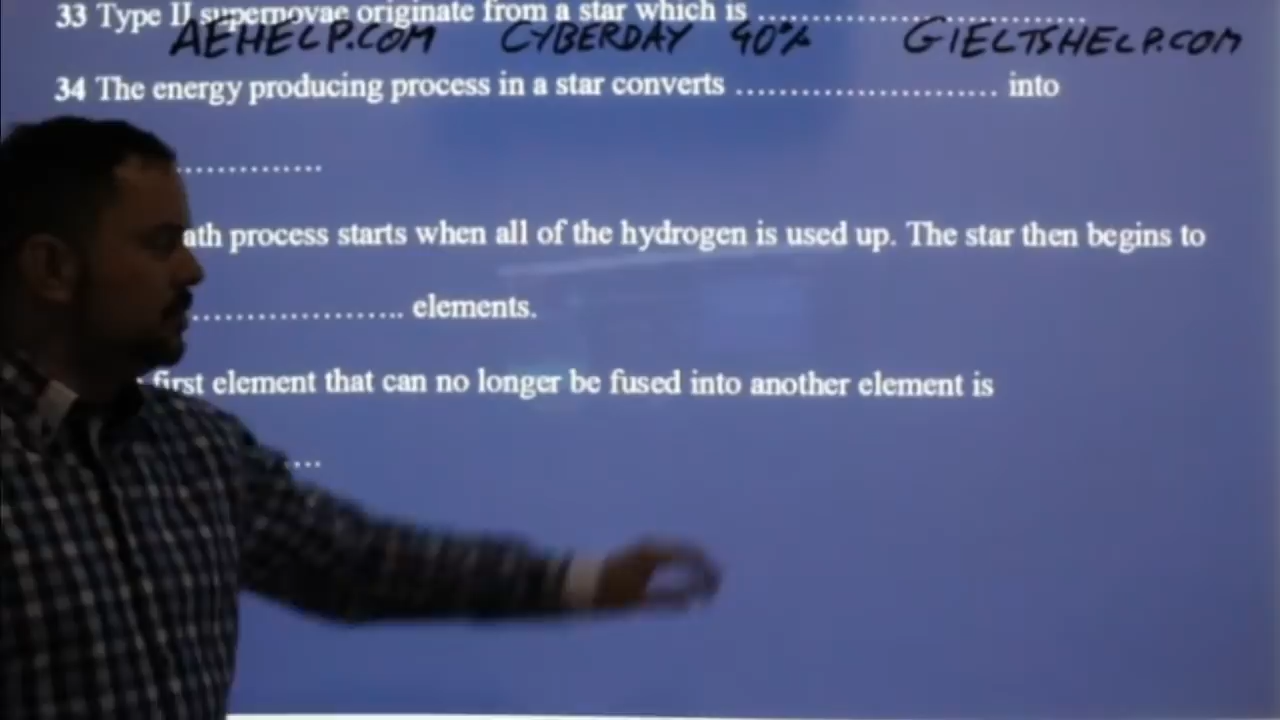 33 Type II supernovae originate from a star which is ........................................
AEHELP.COM CYBERDAY 40% GIELTSHELP.COM
34 The energy producing process in a star converts ........................ into
..............
ath process starts when all of the hydrogen is used up. The star then begins to
.................... elements.
first element that can no longer be fused into another element is
...